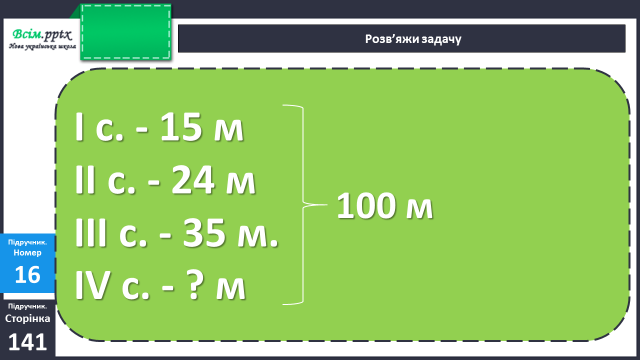 Всім.pptx
Нова українська школа
Розв’яжи задачу
I с. - 15 м
II с. - 24 м
III с. - 35 м.
IV с. - ? м
100 м
Підручник.
Номер
16
Підручник.
Сторінка
141